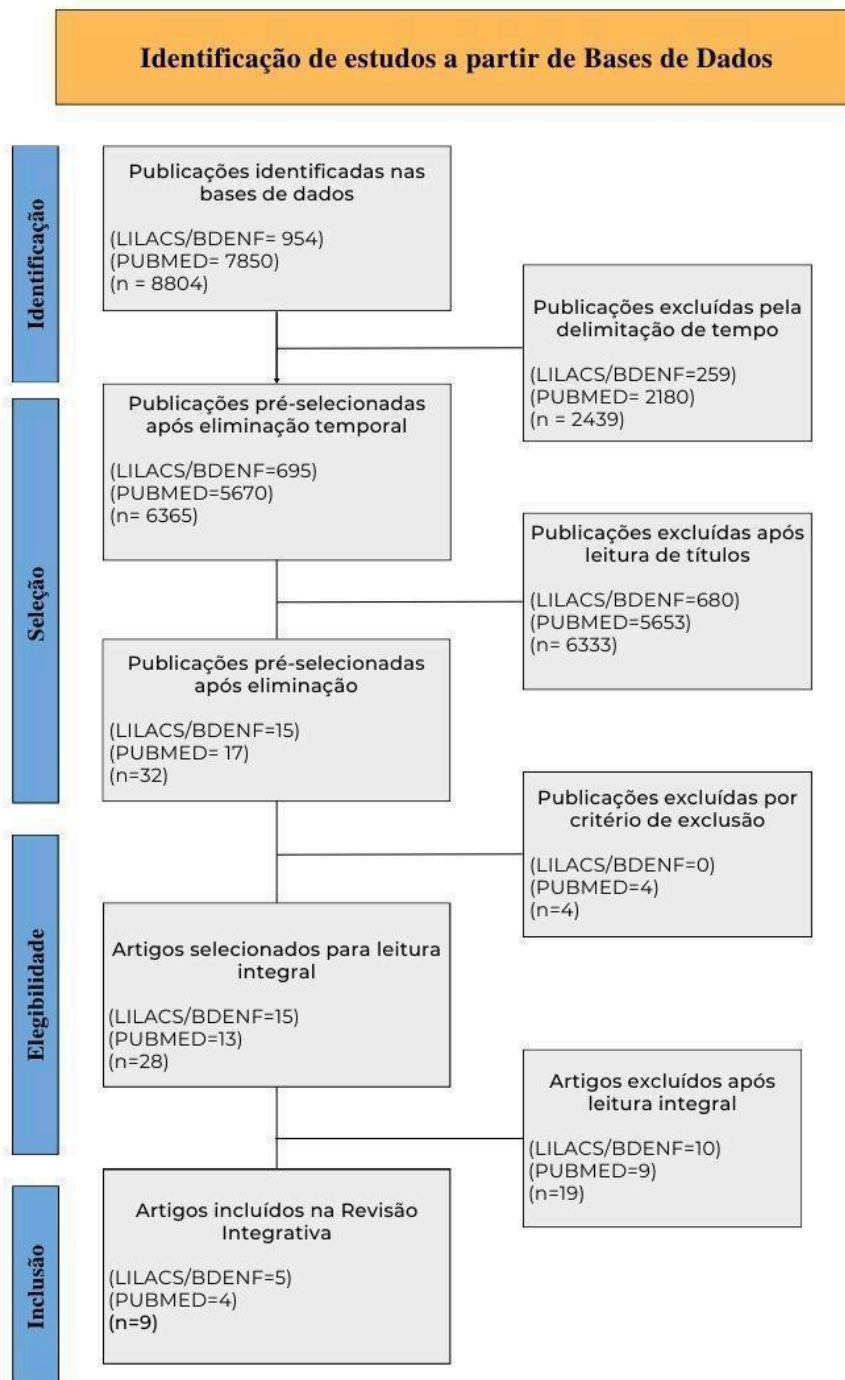 Identificação de estudos a partir de Bases de Dados
Identificação
Publicações identificadas nas
bases de dados
(LILACS/BDENF= 954)
(PUBMED= 7850)
(n = 8804)
Publicações excluídas pela
delimitação de tempo
(LILACS/BDENF=259)
(PUBMED= 2180)
(n = 2439)
Seleção
Publicações pré-selecionadas
após eliminação temporal
(LILACS/BDENF=695)
(PUBMED=5670)
(n= 6365)
Publicações excluídas após
leitura de títulos
(LILACS/BDENF=680)
(PUBMED=5653)
(n= 6333)
Publicações pré-selecionadas
após eliminação
(LILACS/BDENF=15)
(PUBMED= 17)
(n=32)
Publicações excluídas por
critério de exclusão
(LILACS/BDENF=0)
(PUBMED=4)
(n=4)
Elegibilidade
Artigos selecionados para leitura
integral
(LILACS/BDENF=15)
(PUBMED=13)
(n=28)
Artigos excluídos após
leitura integral
(LILACS/BDENF=10)
(PUBMED=9)
(n=19)
Inclusão
Artigos incluídos na Revisão
Integrativa
(LILACS/BDENF=5)
(PUBMED=4)
(n=9)